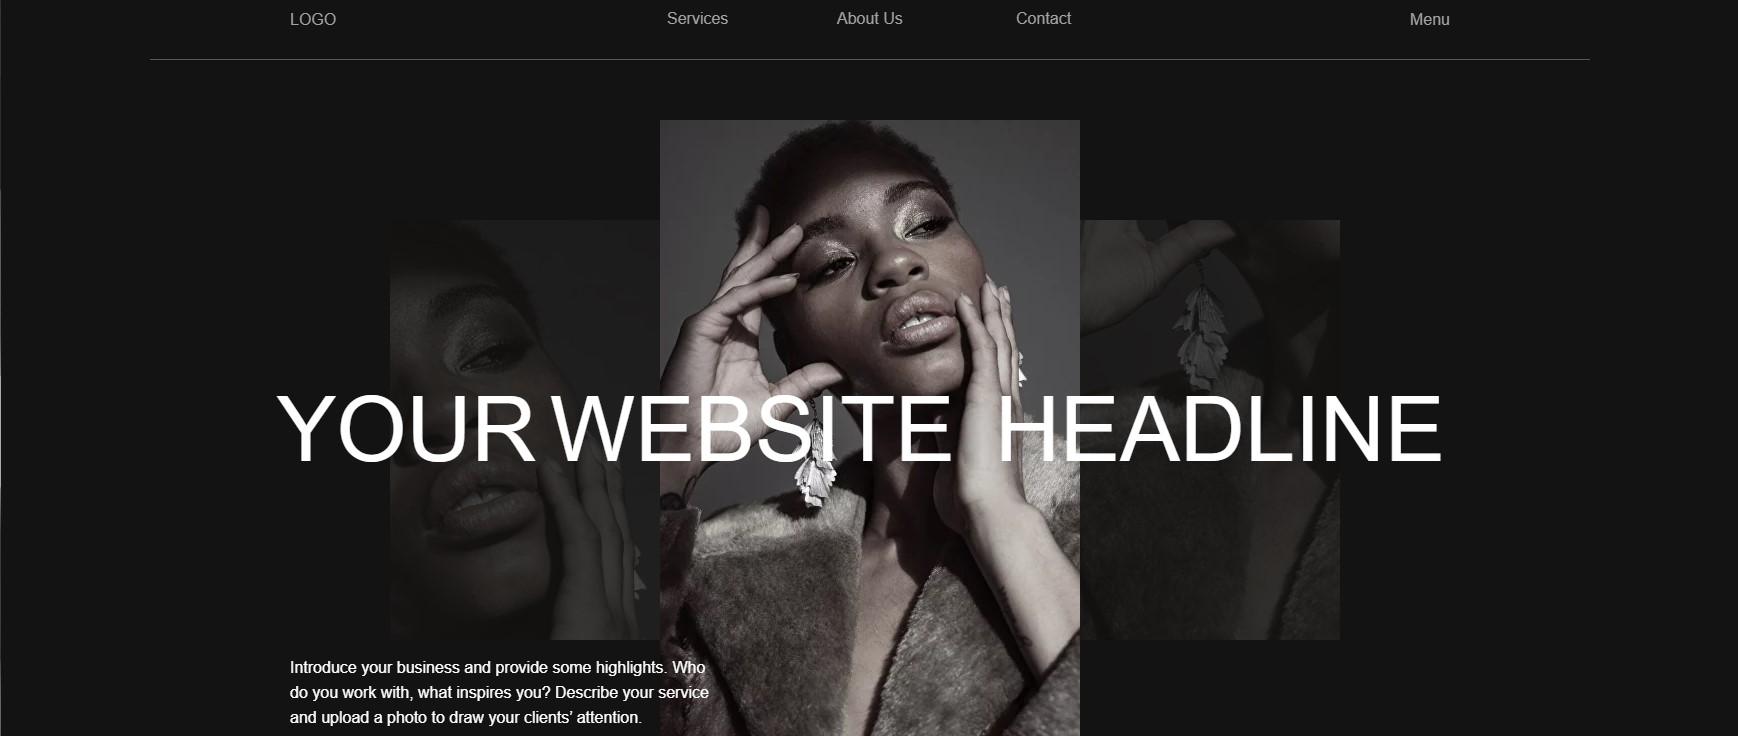 LOGO Services About Us Contact Menu
YOUR WEBSITE HEADLINE
Introduce your business and provide some highlights. Who
do you work with, what inspires you? Describe your service
and upload a photo to draw your clients’ attention.